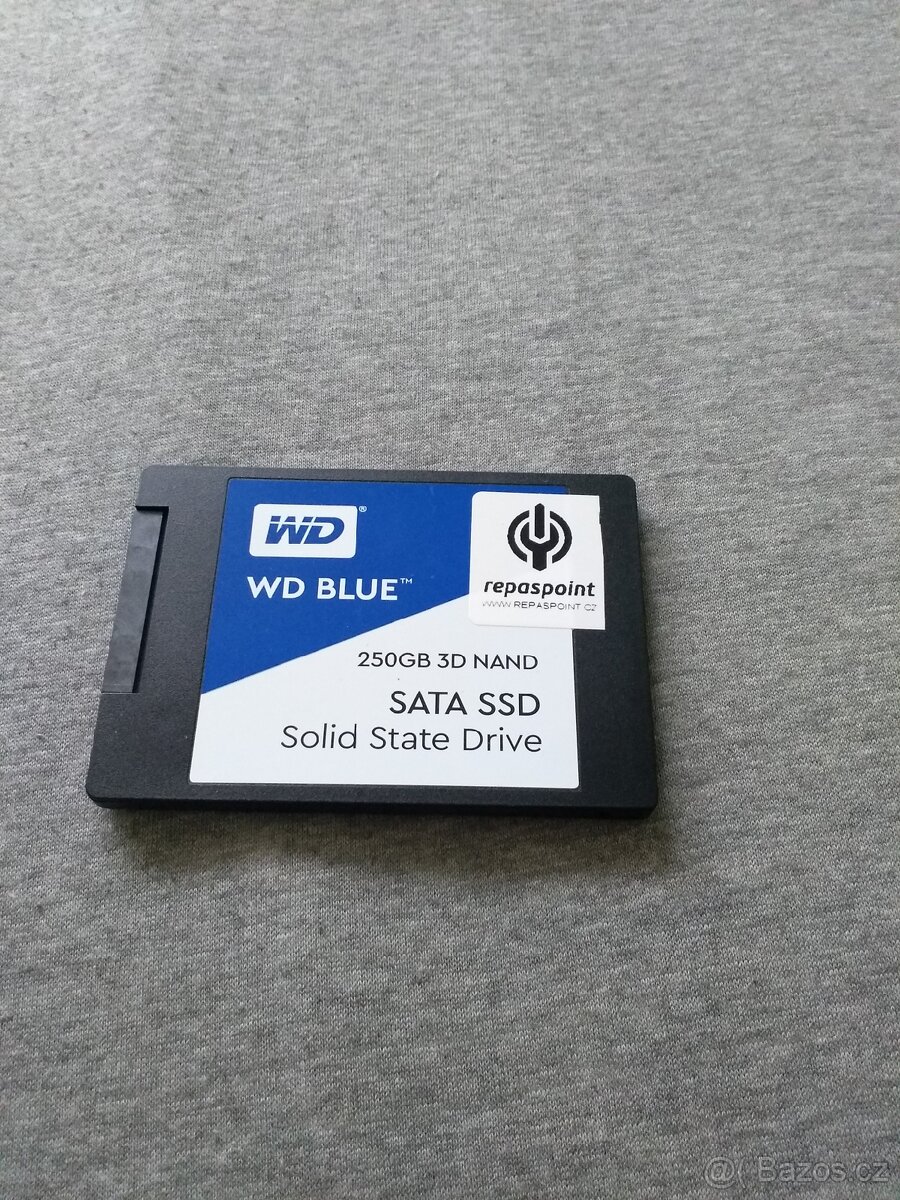 WD®
WD BLUE™
repaspoint
WWW.REPASPOINT.CZ
250GB 3D NAND
SATA SSD
Solid State Drive
@( Bazos.cz